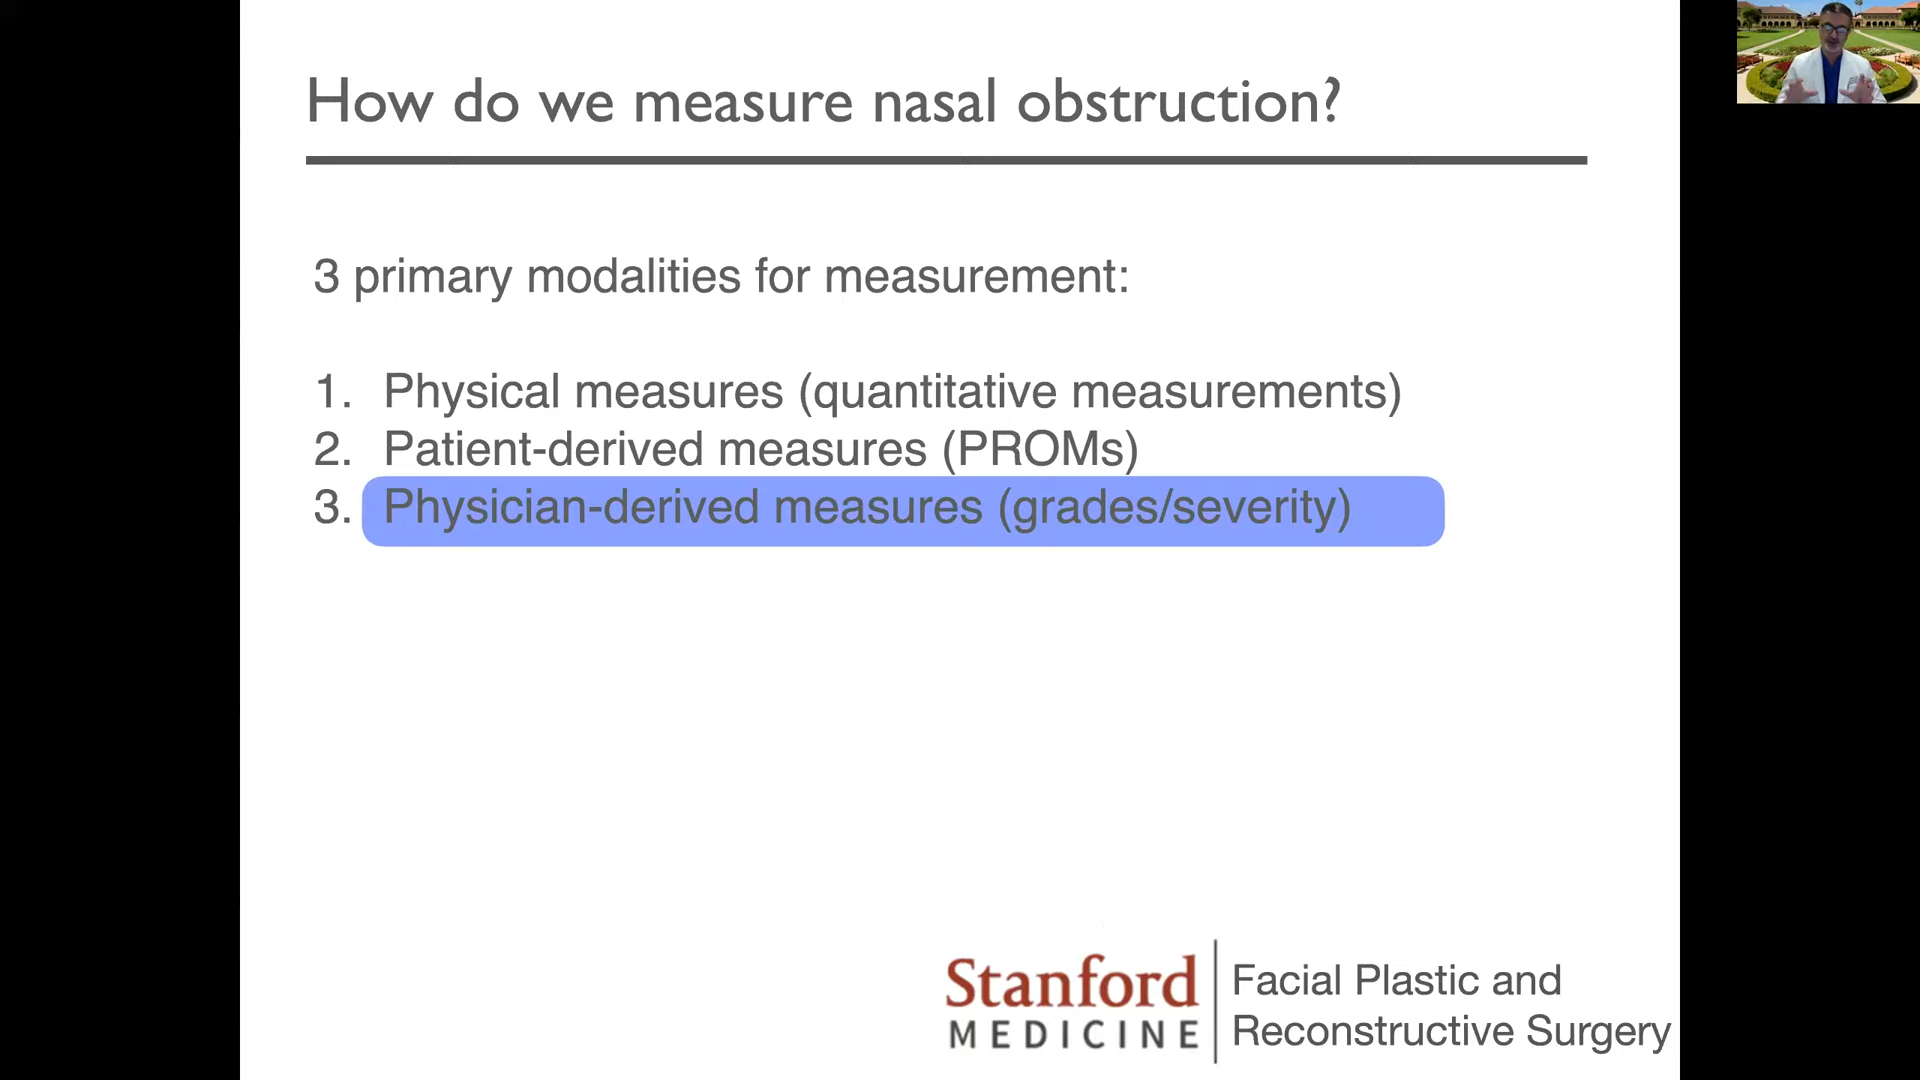 How do we measure nasal obstruction?
3 primary modalities for measurement:
1. Physical measures (quantitative measurements)
2. Patient-derived measures (PROMs)
3. Physician-derived measures (grades/severity)
Stanford
MEDICINE
Facial Plastic and
Reconstructive Surgery